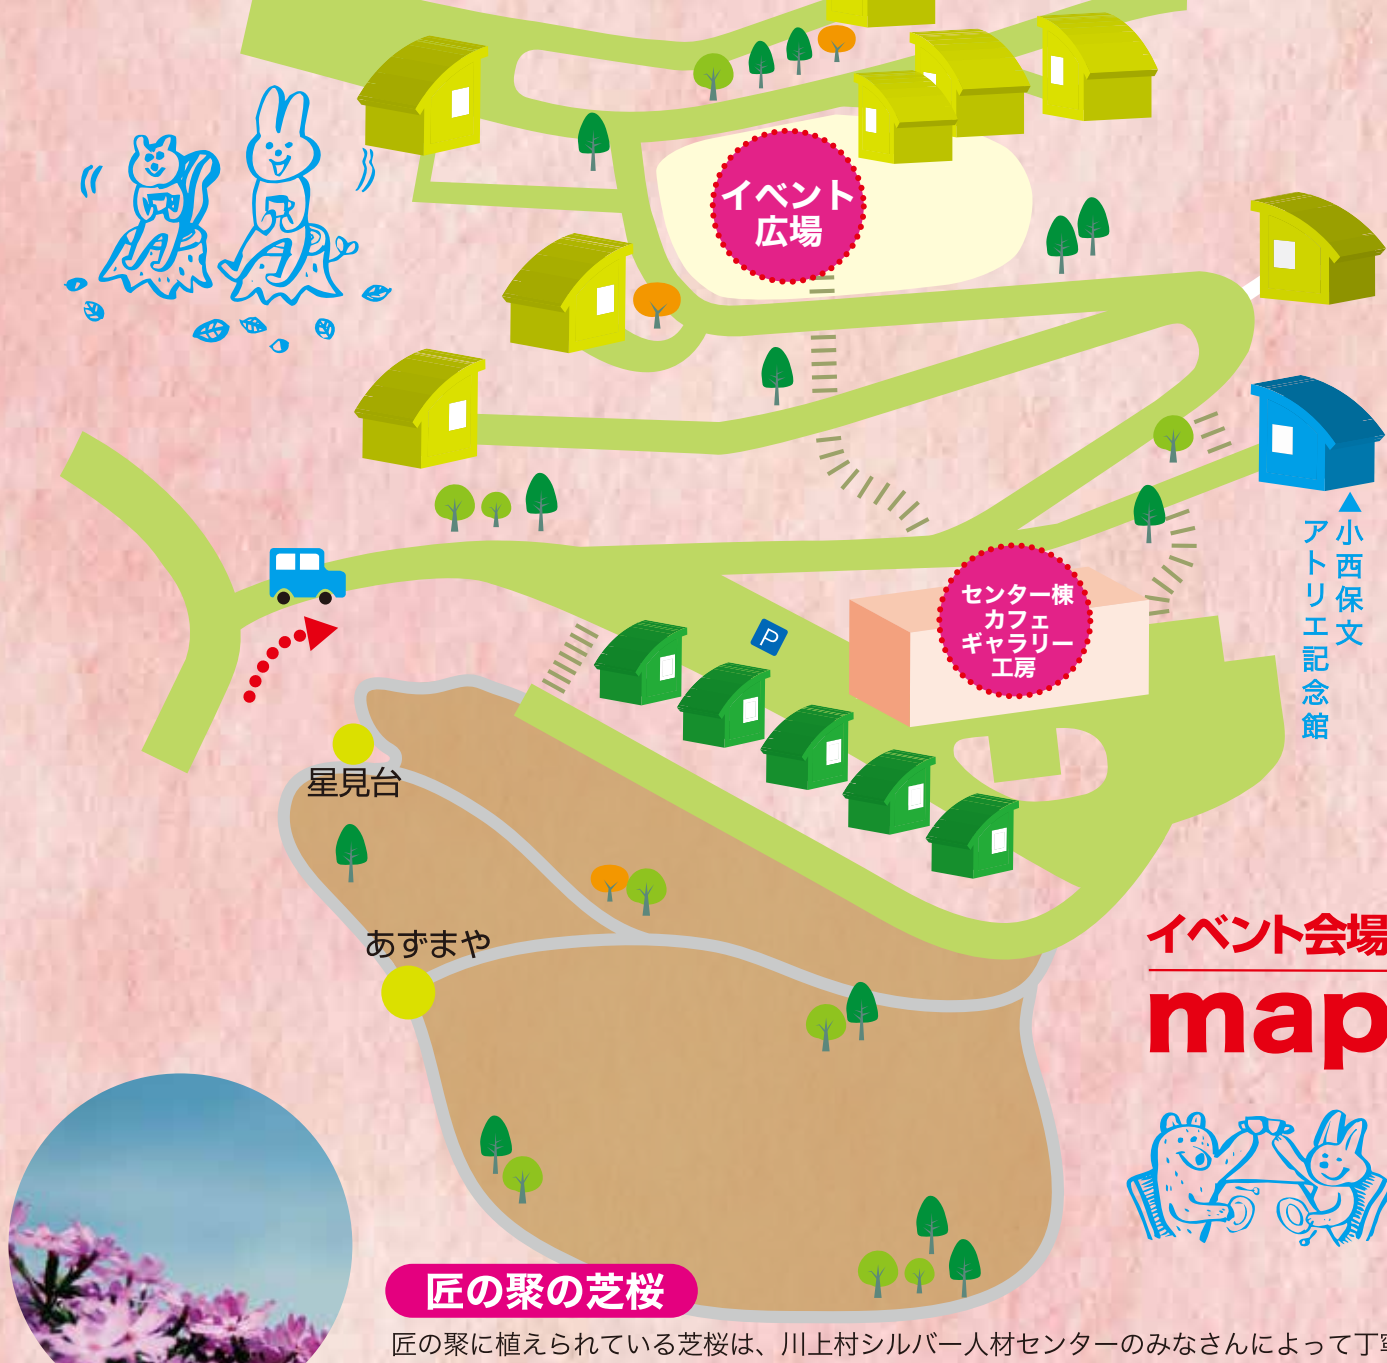 イベント
広場
センター棟
カフェ
ギャラリー
工房
P
▲小西保文
アトリエ記念館
星見台
あずまや
イベント会場
map
匠の聚の芝桜
匠の聚に植えられている芝桜は、川上村シルバー人材センターのみなさんによって丁寧